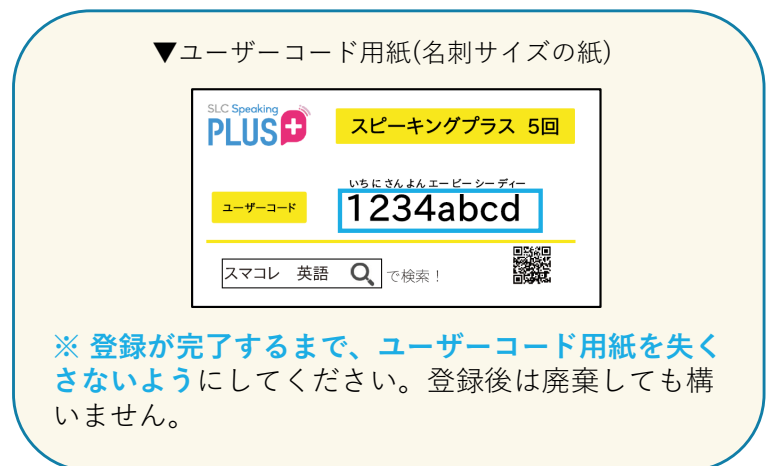 ▼ユーザーコード用紙(名刺サイズの紙)
SLC Speaking
PLUS+
スピーキングプラス 5回
いち に さん よん エー ビー シー ディー
ユーザーコード
1234abcd
スマコレ 英語 で検索！
※ 登録が完了するまで、ユーザーコード用紙を失く
さないようにしてください。登録後は廃棄しても構
いません。